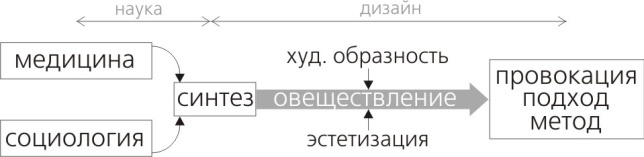 наука
дизайн
медицина
худ. образность
синтез
овеществление
провокация
подход
метод
социология
эстетизация